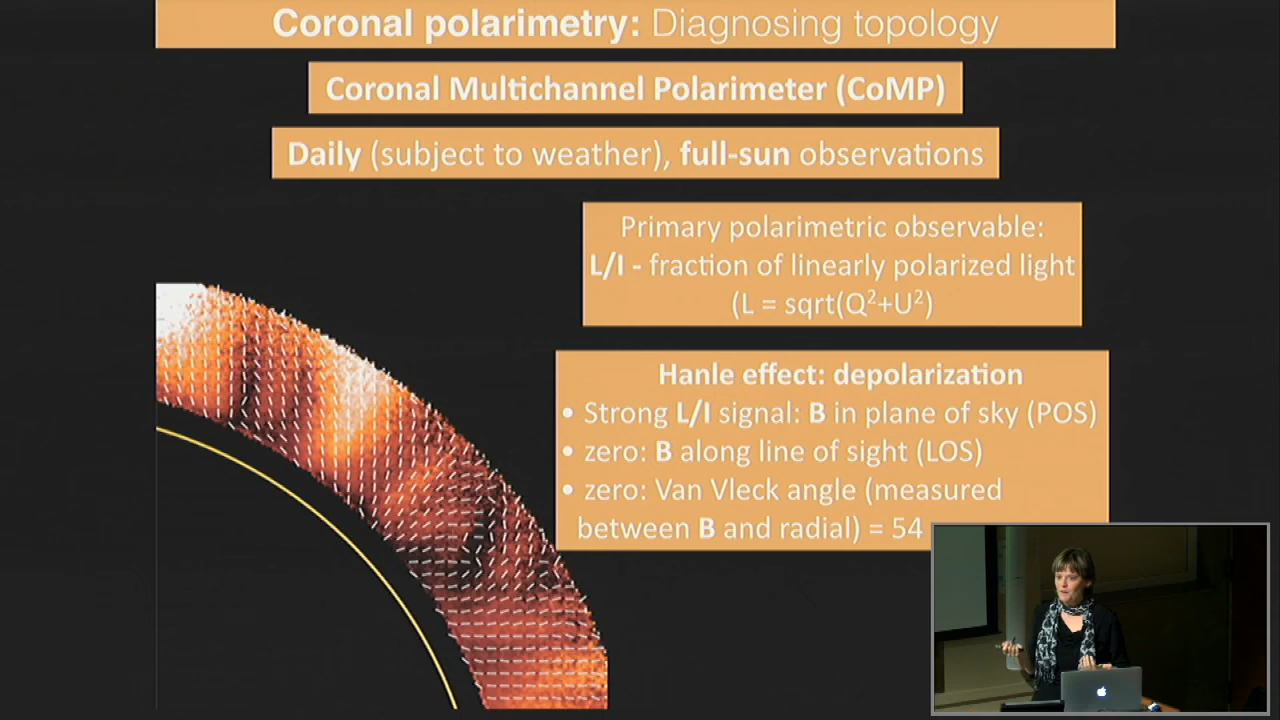 Coronal polarimetry: Diagnosing topology
Coronal Multichannel Polarimeter (CoMP)
Daily (subject to weather), full-sun observations
Primary polarimetric observable:
L/I - fraction of linearly polarized light
(L = sqrt(Q²+U²)
Hanle effect: depolarization
• Strong L/I signal: B in plane of sky (POS)
• zero: B along line of sight (LOS)
• zero: Van Vleck angle (measured
between B and radial) = 54